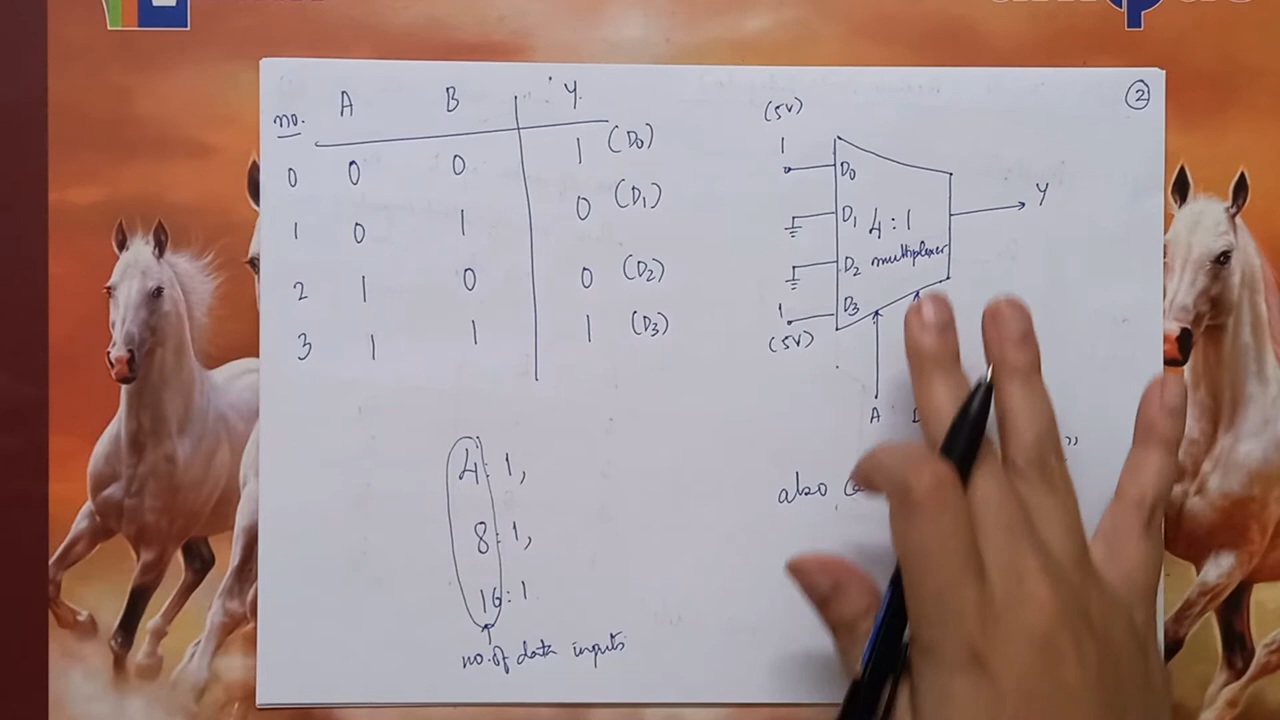 ②
no. A B Y
0 0 0 1 (D0)
1 0 1 0 (D1)
2 1 0 0 (D2)
3 1 1 1 (D3)
4:1,
8:1,
16:1
no. of data inputs
(5V)
1
D0
D1
4:1
D2 multiplexer
D3
1
(5V)
Y
A
also
"